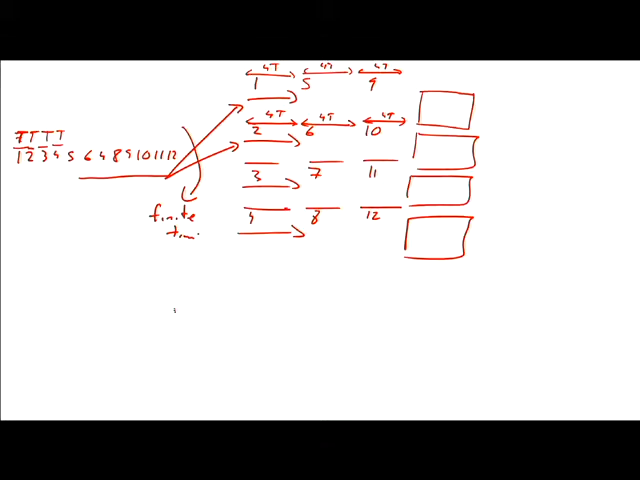 4T 4T 4T
1 5 9
4T 4T 4T
2 6 10
T T T T
1 2 3 4 5 6 4 8 9 10 11 12
3 7 11
4 8 12
finite